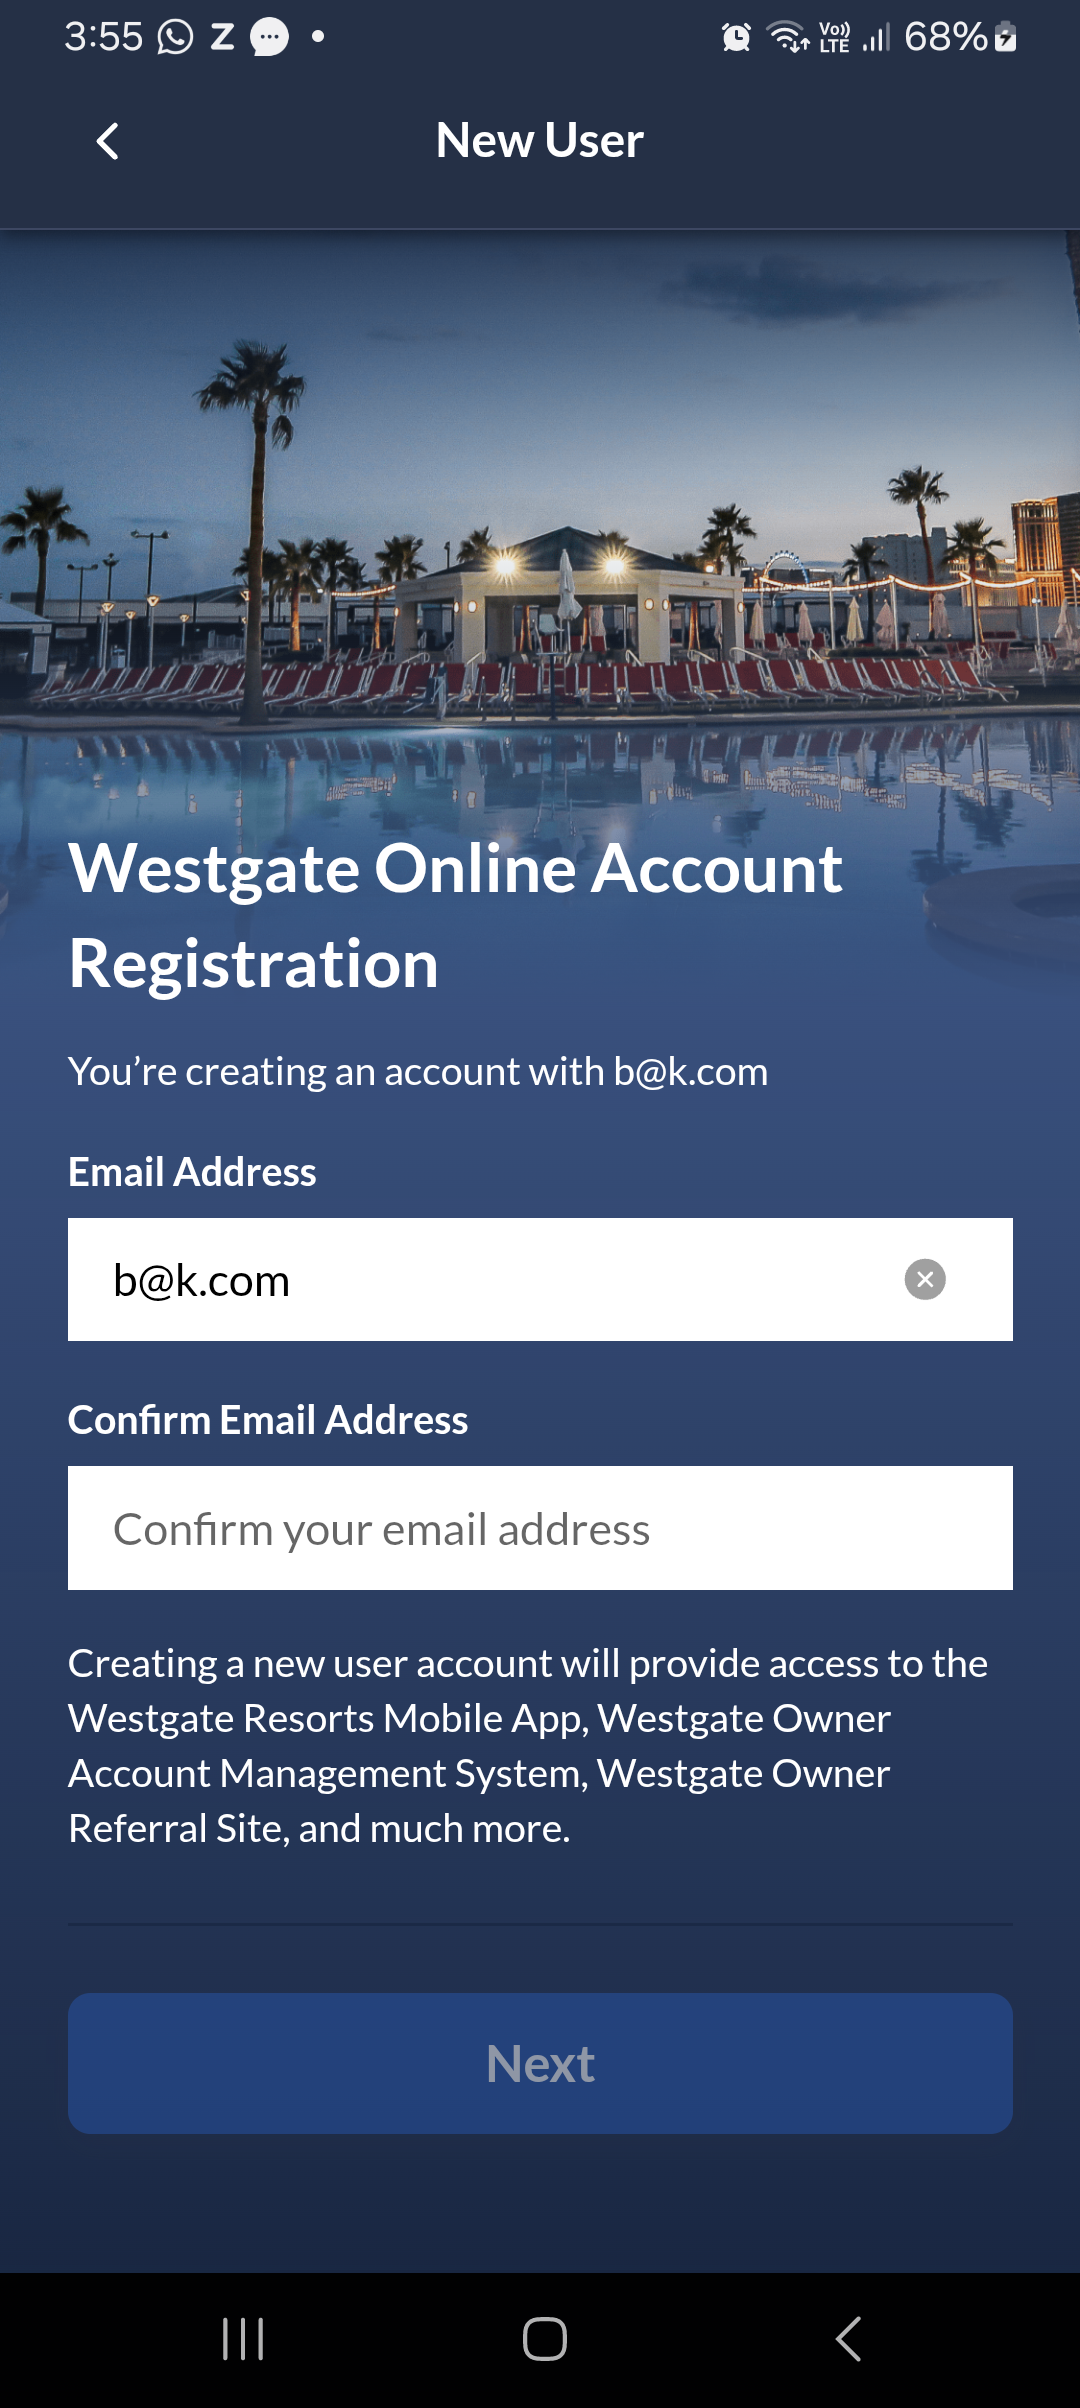 3:55 Z Vo)) LTE 68%
New User
Westgate Online Account
Registration
You’re creating an account with b@k.com
Email Address
b@k.com
Confirm Email Address
Confirm your email address
Creating a new user account will provide access to the
Westgate Resorts Mobile App, Westgate Owner
Account Management System, Westgate Owner
Referral Site, and much more.
Next